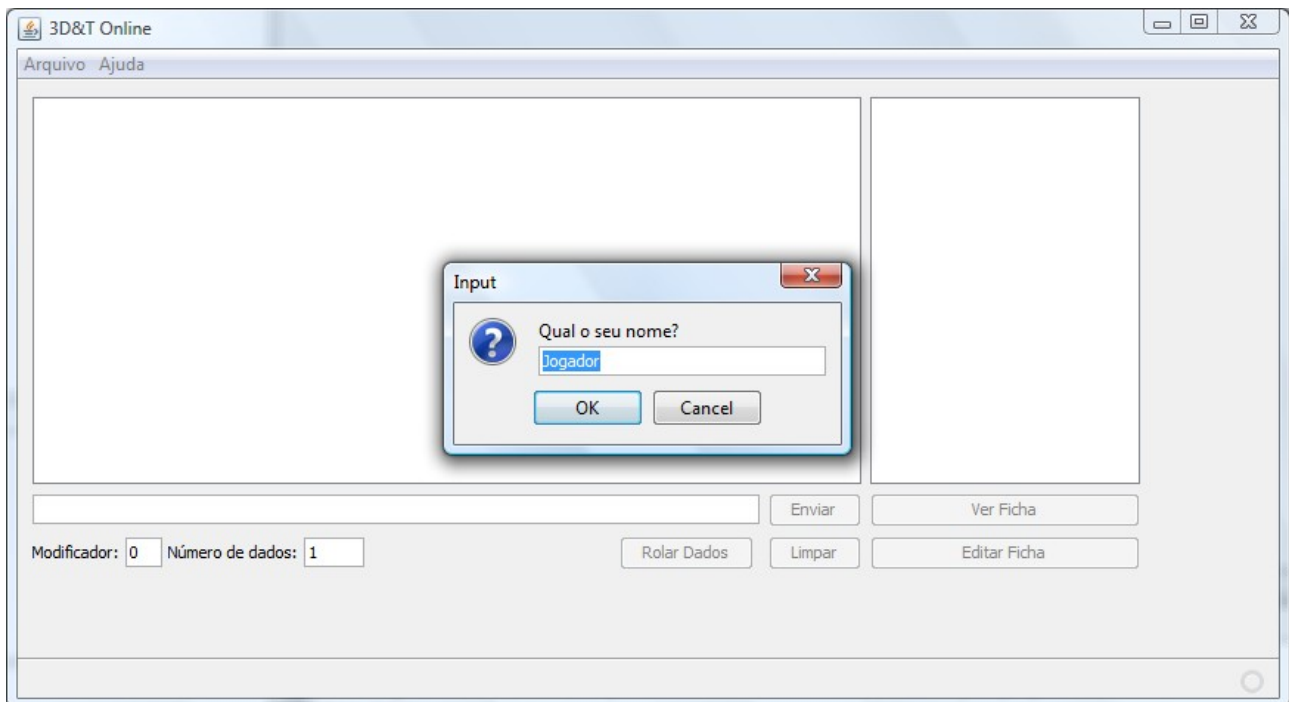 3D&T Online
Arquivo Ajuda
Input
Qual o seu nome?
Jogador
OK Cancel
Enviar Ver Ficha
Modificador: 0 Número de dados: 1 Rolar Dados Limpar Editar Ficha